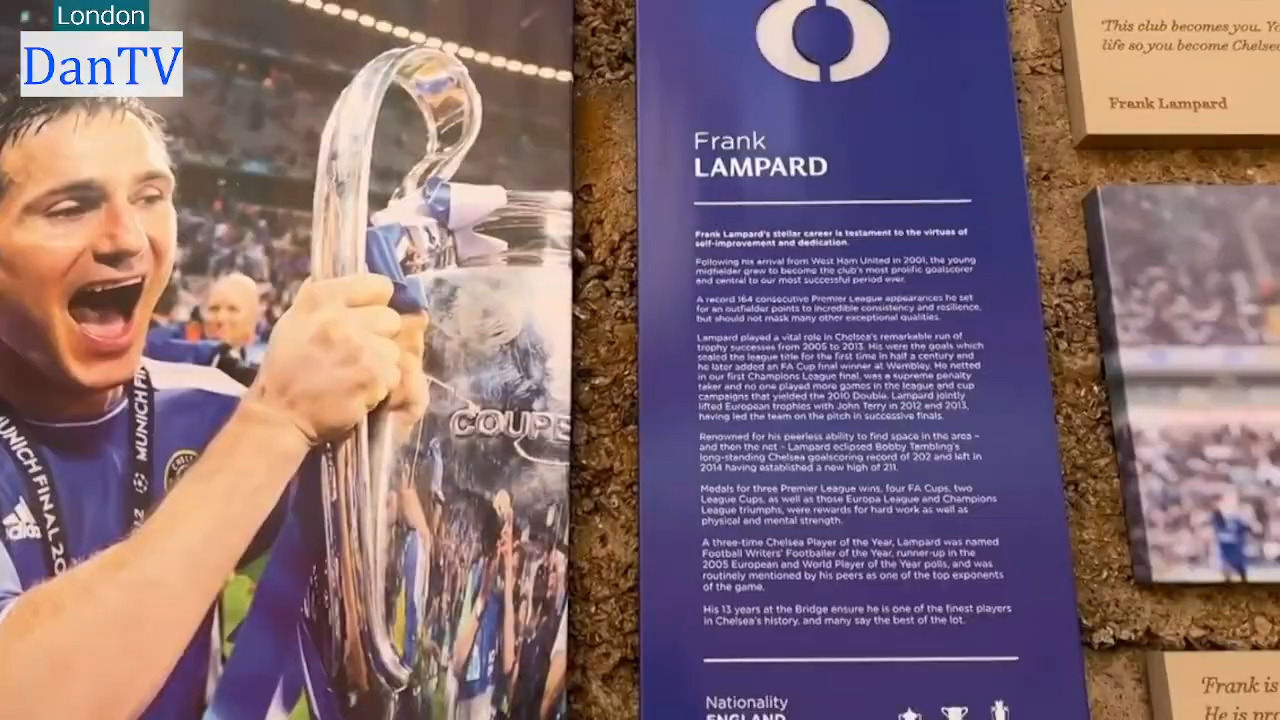 London
DanTV
MUNICH FINAL 20
MUNICH FI
COUPE
Frank
LAMPARD
Frank Lampard's stellar career is testament to the virtues of
self-improvement and dedication.
Following his arrival from West Ham United in 2001, the young
midfielder grew to become the club's most prolific goalscorer
and central to our most successful period ever.
A record 164 consecutive Premier League appearances he set
for an outfielder points to incredible consistency and resilience,
but should not mask many other exceptional qualities.
Lampard played a vital role in Chelsea's remarkable run of
trophy successes from 2005 to 2013. His were the goals which
sealed the league title for the first time in half a century and
he later added an FA Cup final winner at Wembley. He netted
in our first Champions League final, was a supreme penalty
taker and no one played more games in the league and cup
campaigns that yielded the 2010 Double. Lampard jointly
lifted European trophies with John Terry in 2012 and 2013,
having led the team on the pitch in successive finals.
Renowned for his peerless ability to find space in the area –
and then the net – Lampard eclipsed Bobby Tambling's
long-standing Chelsea goalscoring record of 202 and left in
2014 having established a new high of 211.
Medals for three Premier League wins, four FA Cups, two
League Cups, as well as those Europa League and Champions
League triumphs, were rewards for hard work as well as
physical and mental strength.
A three-time Chelsea Player of the Year, Lampard was named
Football Writers' Footballer of the Year, runner-up in the
2005 European and World Player of the Year polls, and was
routinely mentioned by his peers as one of the top exponents
of the game.
His 13 years at the Bridge ensure he is one of the finest players
in Chelsea's history, and many say the best of the lot.
Nationality
ENGLAND
'This club becomes you. Yo
life so you become Chelse
Frank Lampard
'Frank is
He is pr